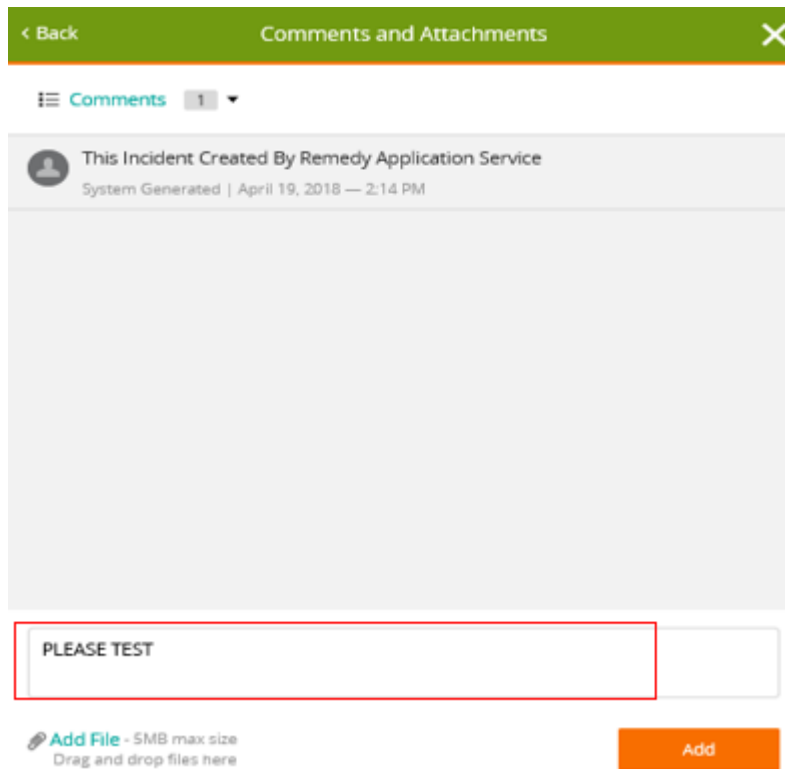 < Back
Comments and Attachments
Comments 1
This Incident Created By Remedy Application Service
System Generated | April 19, 2018 — 2:14 PM
PLEASE TEST
Add File - 5MB max size
Drag and drop files here
Add